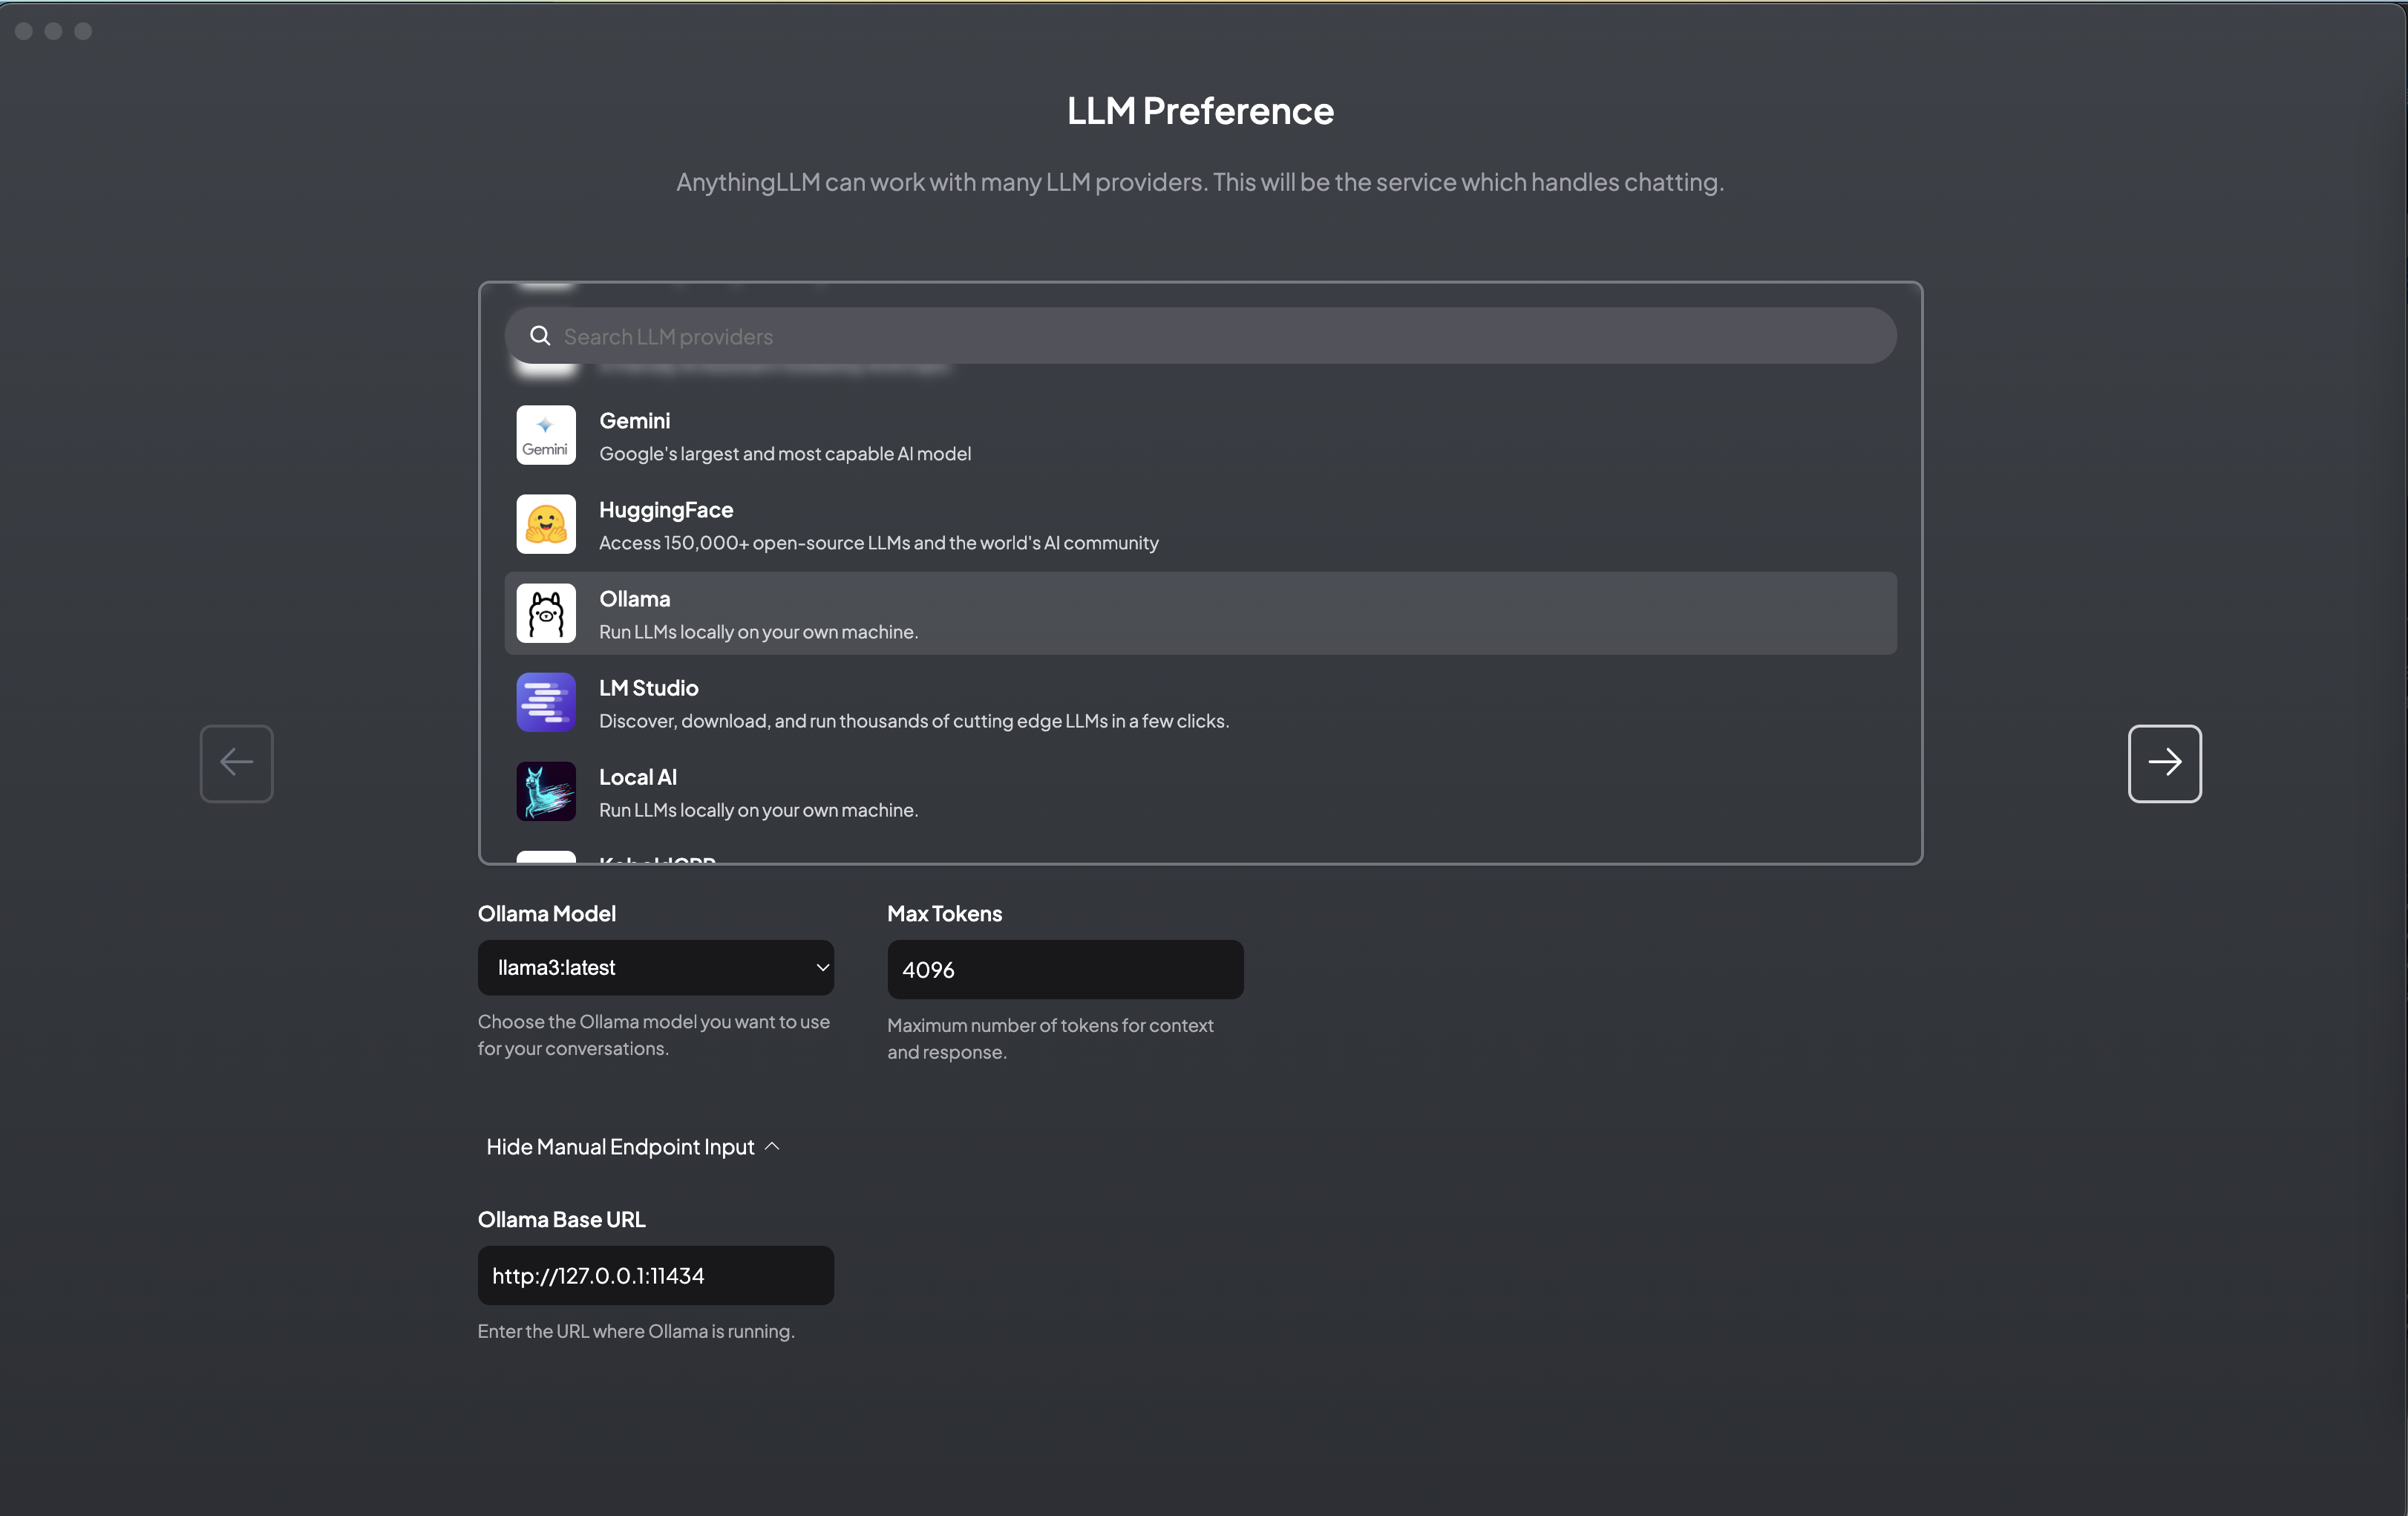 LLM Preference
AnythingLLM can work with many LLM providers. This will be the service which handles chatting.
Search LLM providers
Gemini
Gemini
Google's largest and most capable AI model
HuggingFace
Access 150,000+ open-source LLMs and the world's AI community
Ollama
Run LLMs locally on your own machine.
LM Studio
Discover, download, and run thousands of cutting edge LLMs in a few clicks.
Local AI
Run LLMs locally on your own machine.
KoboldCPP
Ollama Model
Max Tokens
llama3:latest
4096
Choose the Ollama model you want to use
for your conversations.
Maximum number of tokens for context
and response.
Hide Manual Endpoint Input
Ollama Base URL
http://127.0.0.1:11434
Enter the URL where Ollama is running.